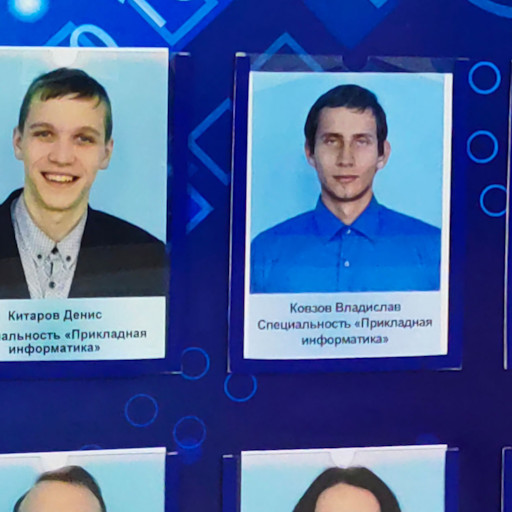 Китаров Денис
альность «Прикладная
информатика»
Ковзов Владислав
Специальность «Прикладная
информатика»